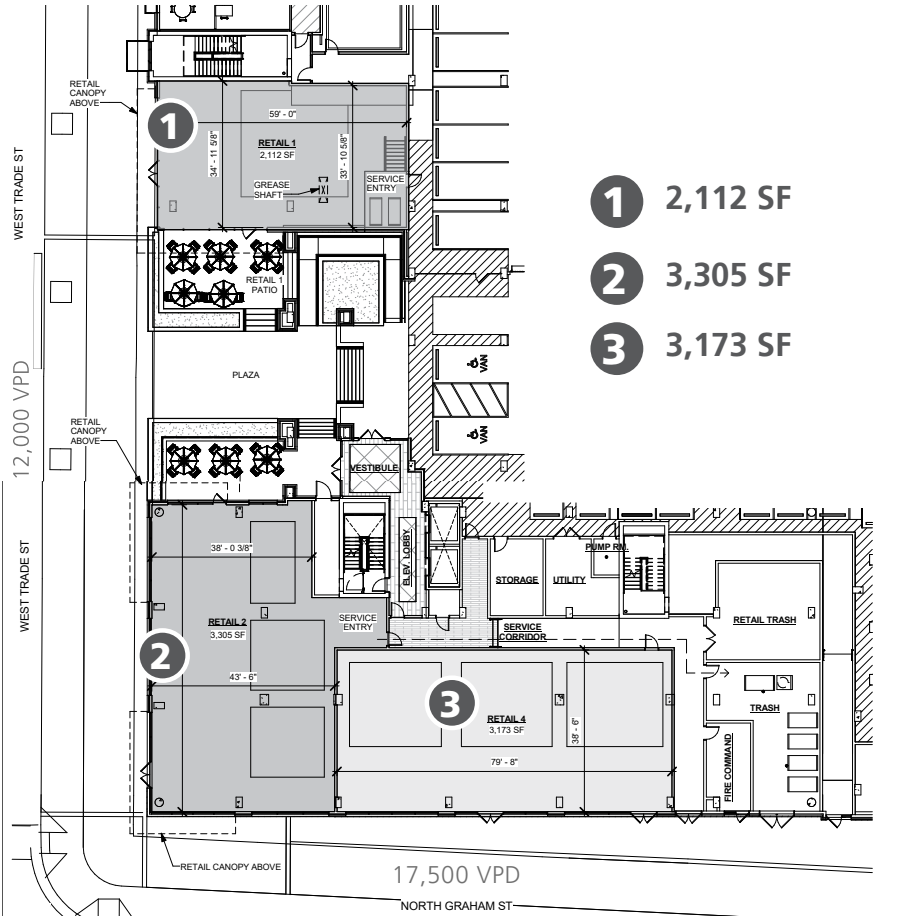 RETAIL
CANOPY
ABOVE
1
59' - 0"
RETAIL 1
2,112 SF
34' - 11 5/8"
33' - 10 5/8"
GREASE
SHAFT
SERVICE
ENTRY
WEST TRADE ST
RETAIL 1
PATIO
1 2,112 SF
2 3,305 SF
3 3,173 SF
PLAZA
VAN
VAN
12,000 VPD
RETAIL
CANOPY
ABOVE
VESTIBULE
38' - 0 3/8"
ELEV. LOBBY
PUMP RM.
STORAGE
UTILITY
WEST TRADE ST
RETAIL 2
3,305 SF
SERVICE
ENTRY
SERVICE
CORRIDOR
RETAIL TRASH
2
43' - 6"
3
RETAIL 4
3,173 SF
38' - 6"
TRASH
79' - 8"
FIRE COMMAND
RETAIL CANOPY ABOVE
17,500 VPD
NORTH GRAHAM ST